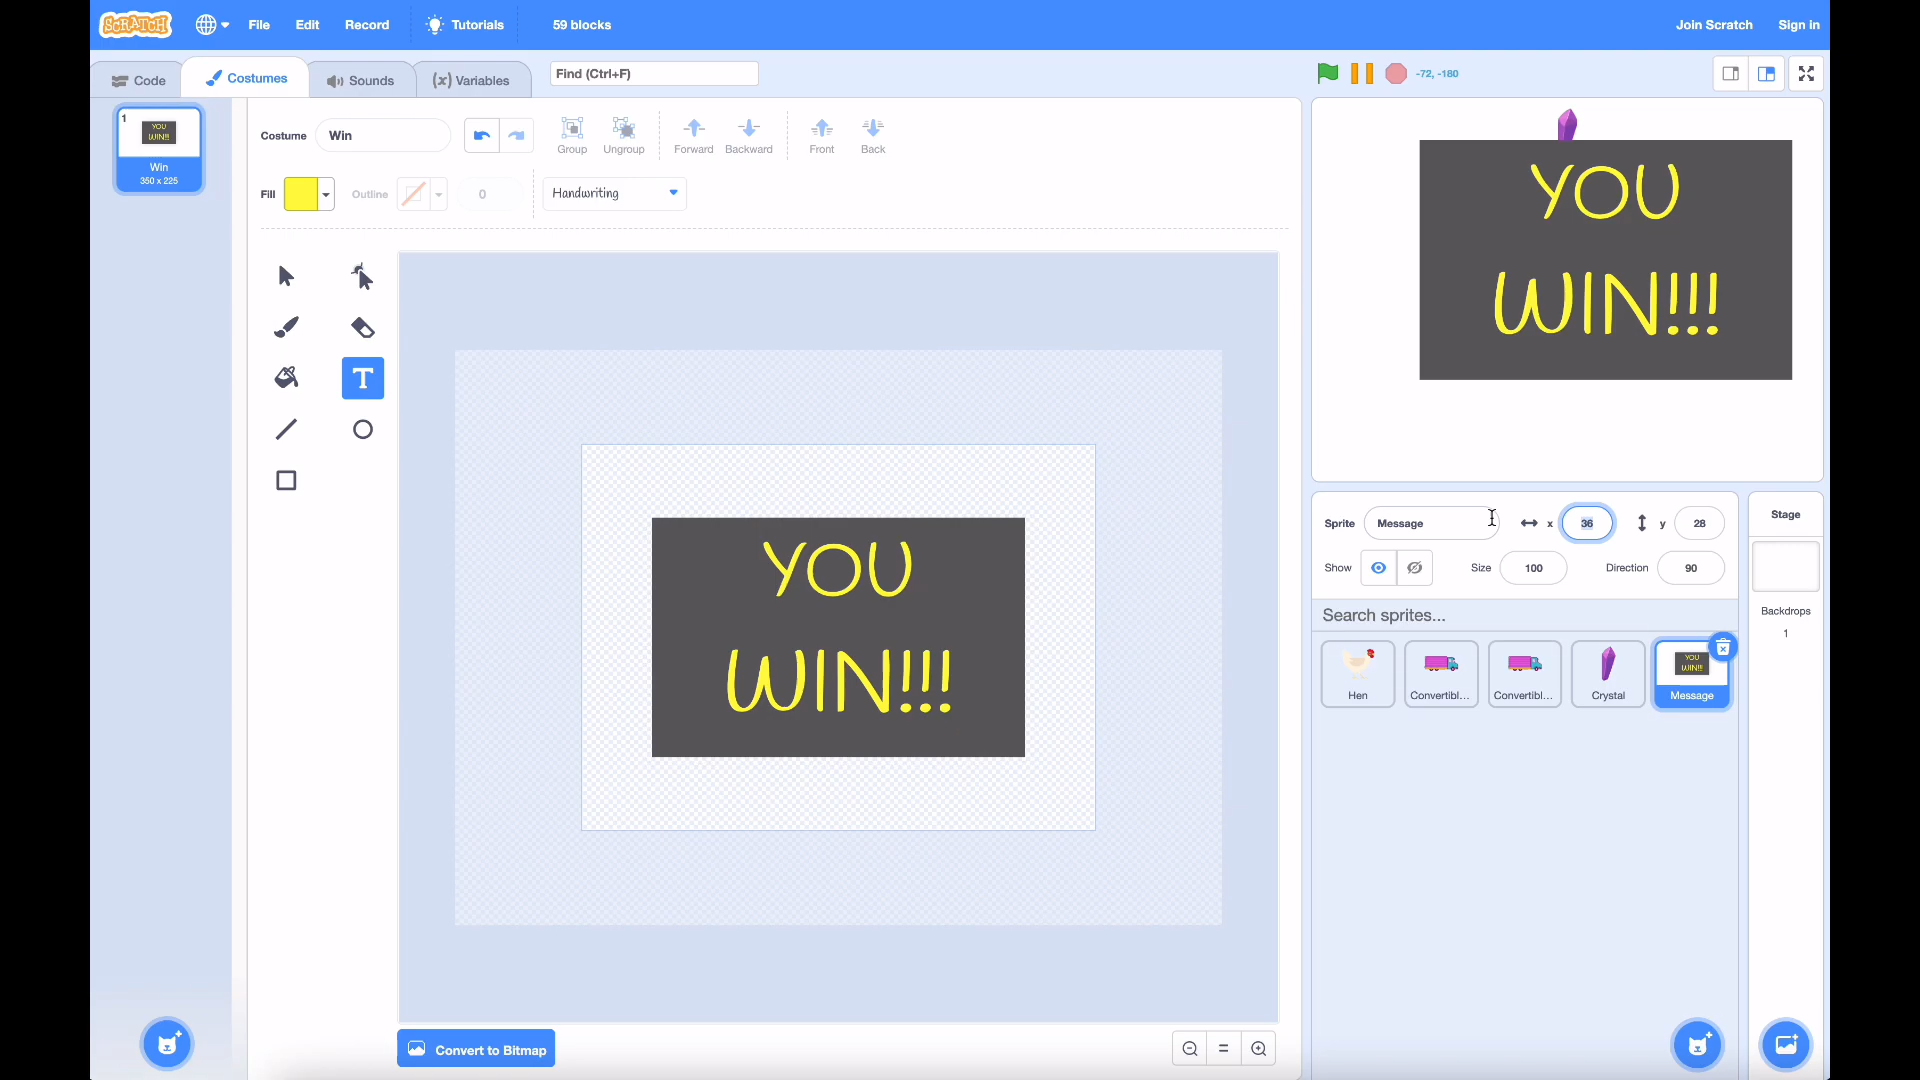 SCRATCH
File
Edit
Record
Tutorials
59 blocks
Join Scratch
Sign in
Code
Costumes
Sounds
(x) Variables
Find (Ctrl+F)
-72, -180
1
YOU
WIN!!!
Win
350 x 225
Costume
Win
Group
Ungroup
Forward
Backward
Front
Back
Fill
Outline
0
Handwriting
T
YOU
WIN!!!
YOU
WIN!!!
Sprite
Message
x
36
y
28
Show
Size
100
Direction
90
Search sprites...
Hen
Convertibl...
Convertibl...
Crystal
YOU
WIN!!!
Message
Stage
Backdrops
1
Convert to Bitmap